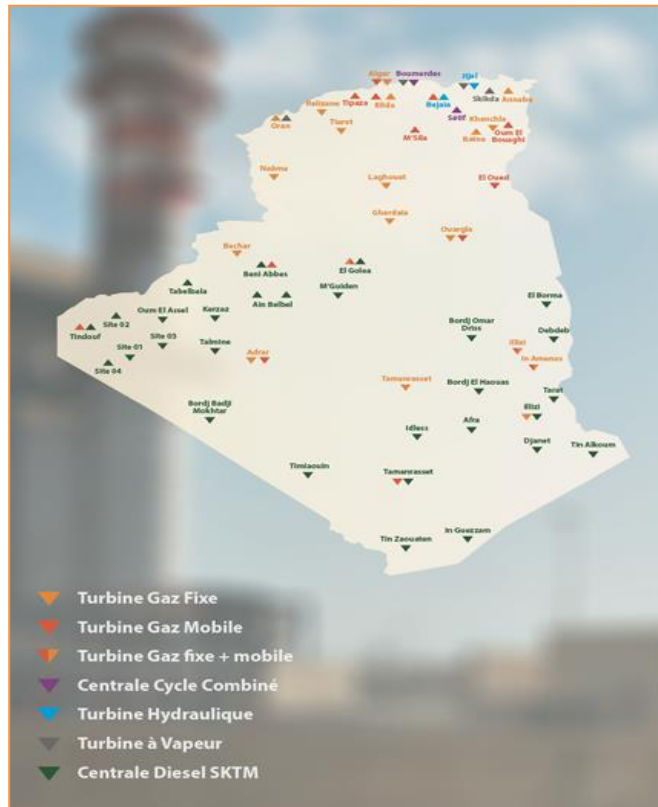 Alger
Boumerdes
Jijel
Skikda
Annaba
Tipaza
Blida
Bejaia
Relizane
Setif
Khenchla
Oran
Tiaret
M'Sila
Batna
Oum El
Bouaghi
Naâma
Laghouat
El Oued
Ghardaia
Ouargla
Bechar
Beni Abbes
El Golea
Tabelbala
Ain Belbel
M'Guiden
El Borma
Site 02
Oum El Assel
Kerzaz
Bordj Omar
Driss
Debdeb
Tindouf
Site 01
Site 03
Talmine
Adrar
Illizi
In Amenas
Site 04
Tamanrasset
Bordj El Haouas
Tarat
Bordj Badji
Mokhtar
Illizi
Idless
Afra
Djanet
Tin Alkoum
Timiaouin
Tamanrasset
Tin Zaouaten
In Guezzam
Turbine Gaz Fixe
Turbine Gaz Mobile
Turbine Gaz fixe + mobile
Centrale Cycle Combiné
Turbine Hydraulique
Turbine à Vapeur
Centrale Diesel SKTM